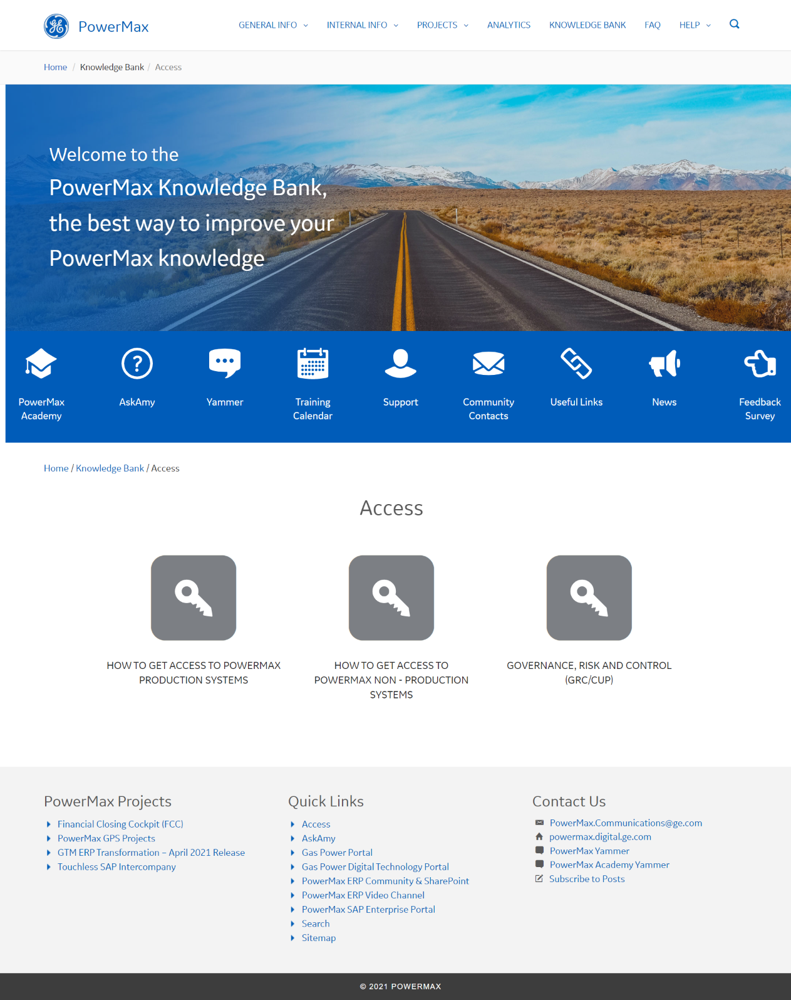 PowerMax
GENERAL INFO
INTERNAL INFO
PROJECTS
ANALYTICS
KNOWLEDGE BANK
FAQ
HELP
Home / Knowledge Bank / Access
Welcome to the
PowerMax Knowledge Bank,
the best way to improve your
PowerMax knowledge
PowerMax
Academy
AskAmy
Yammer
Training
Calendar
Support
Community
Contacts
Useful Links
News
Feedback
Survey
Home / Knowledge Bank / Access
Access
HOW TO GET ACCESS TO POWERMAX
PRODUCTION SYSTEMS
HOW TO GET ACCESS TO
POWERMAX NON - PRODUCTION
SYSTEMS
GOVERNANCE, RISK AND CONTROL
(GRC/CUP)
PowerMax Projects
Financial Closing Cockpit (FCC)
PowerMax GPS Projects
GTM ERP Transformation – April 2021 Release
Touchless SAP Intercompany
Quick Links
Access
AskAmy
Gas Power Portal
Gas Power Digital Technology Portal
PowerMax ERP Community & SharePoint
PowerMax ERP Video Channel
PowerMax SAP Enterprise Portal
Search
Sitemap
Contact Us
PowerMax.Communications@ge.com
powermax.digital.ge.com
PowerMax Yammer
PowerMax Academy Yammer
Subscribe to Posts
© 2021 POWERMAX